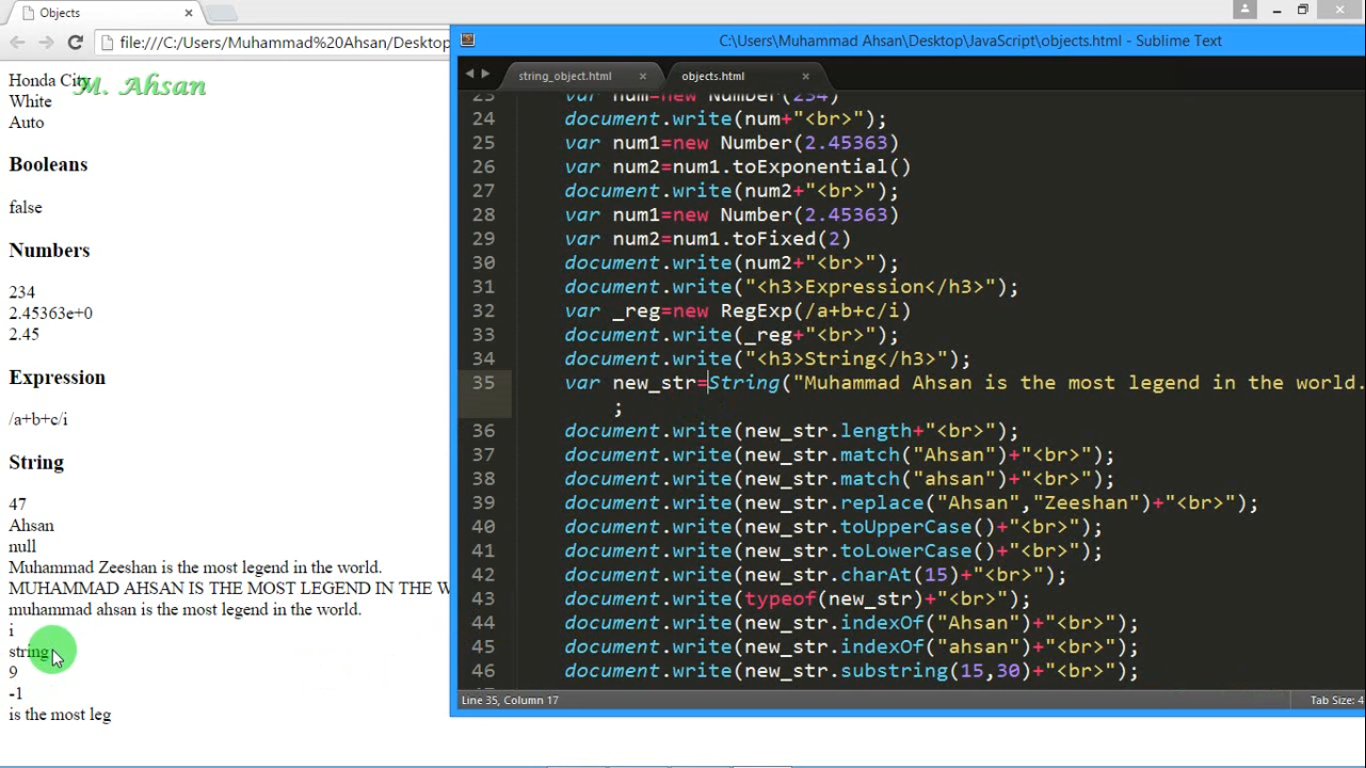 Objects
file:///C:/Users/Muhammad%20Ahsan/Desktop
Honda City
M. Ahsan
White
Auto
Booleans
false
Numbers
234
2.45363e+0
2.45
Expression
/a+b+c/i
String
47
Ahsan
null
Muhammad Zeeshan is the most legend in the world.
MUHAMMAD AHSAN IS THE MOST LEGEND IN THE W
muhammad ahsan is the most legend in the world.
i
string
9
-1
is the most leg
C:\Users\Muhammad Ahsan\Desktop\JavaScript\objects.html - Sublime Text
string_object.html
objects.html
23 var num=new Number(234)
24 document.write(num+"<br>");
25 var num1=new Number(2.45363)
26 var num2=num1.toExponential()
27 document.write(num2+"<br>");
28 var num1=new Number(2.45363)
29 var num2=num1.toFixed(2)
30 document.write(num2+"<br>");
31 document.write("<h3>Expression</h3>");
32 var _reg=new RegExp(/a+b+c/i)
33 document.write(_reg+"<br>");
34 document.write("<h3>String</h3>");
35 var new_str=String("Muhammad Ahsan is the most legend in the world.
;
36 document.write(new_str.length+"<br>");
37 document.write(new_str.match("Ahsan")+"<br>");
38 document.write(new_str.match("ahsan")+"<br>");
39 document.write(new_str.replace("Ahsan","Zeeshan")+"<br>");
40 document.write(new_str.toUpperCase()+"<br>");
41 document.write(new_str.toLowerCase()+"<br>");
42 document.write(new_str.charAt(15)+"<br>");
43 document.write(typeof(new_str)+"<br>");
44 document.write(new_str.indexOf("Ahsan")+"<br>");
45 document.write(new_str.indexOf("ahsan")+"<br>");
46 document.write(new_str.substring(15,30)+"<br>");
Line 35, Column 17
Tab Size: 4